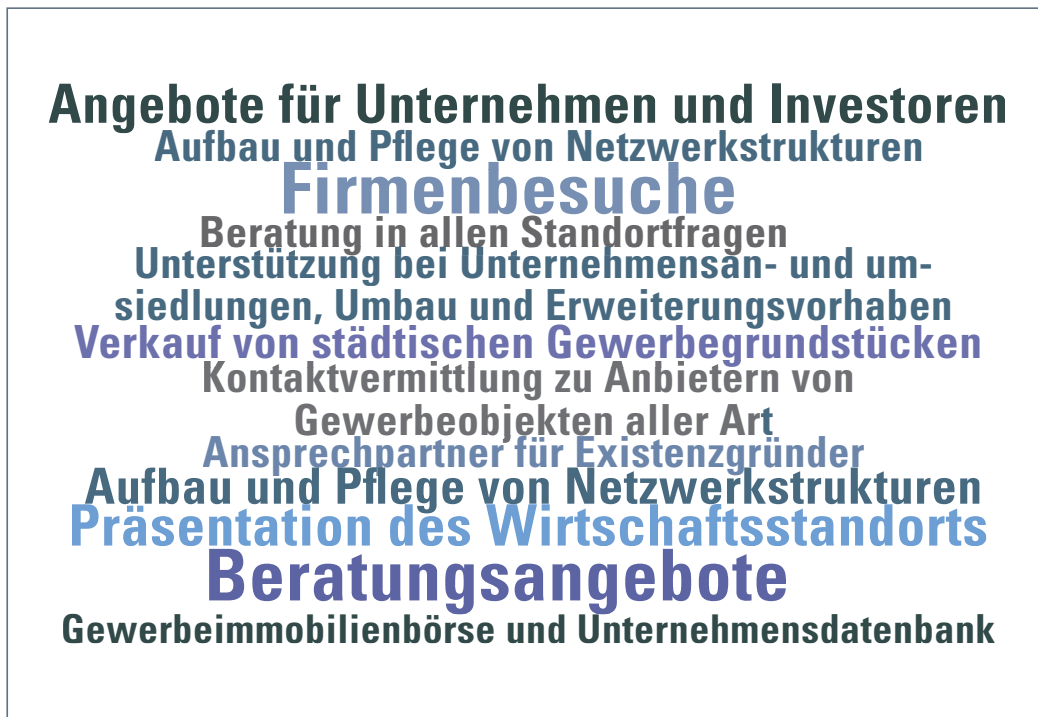 Angebote für Unternehmen und Investoren
Aufbau und Pflege von Netzwerkstrukturen
Firmenbesuche
Beratung in allen Standortfragen
Unterstützung bei Unternehmensan- und um-
siedlungen, Umbau und Erweiterungsvorhaben
Verkauf von städtischen Gewerbegrundstücken
Kontaktvermittlung zu Anbietern von
Gewerbeobjekten aller Art
Ansprechpartner für Existenzgründer
Aufbau und Pflege von Netzwerkstrukturen
Präsentation des Wirtschaftsstandorts
Beratungsangebote
Gewerbeimmobilienbörse und Unternehmensdatenbank